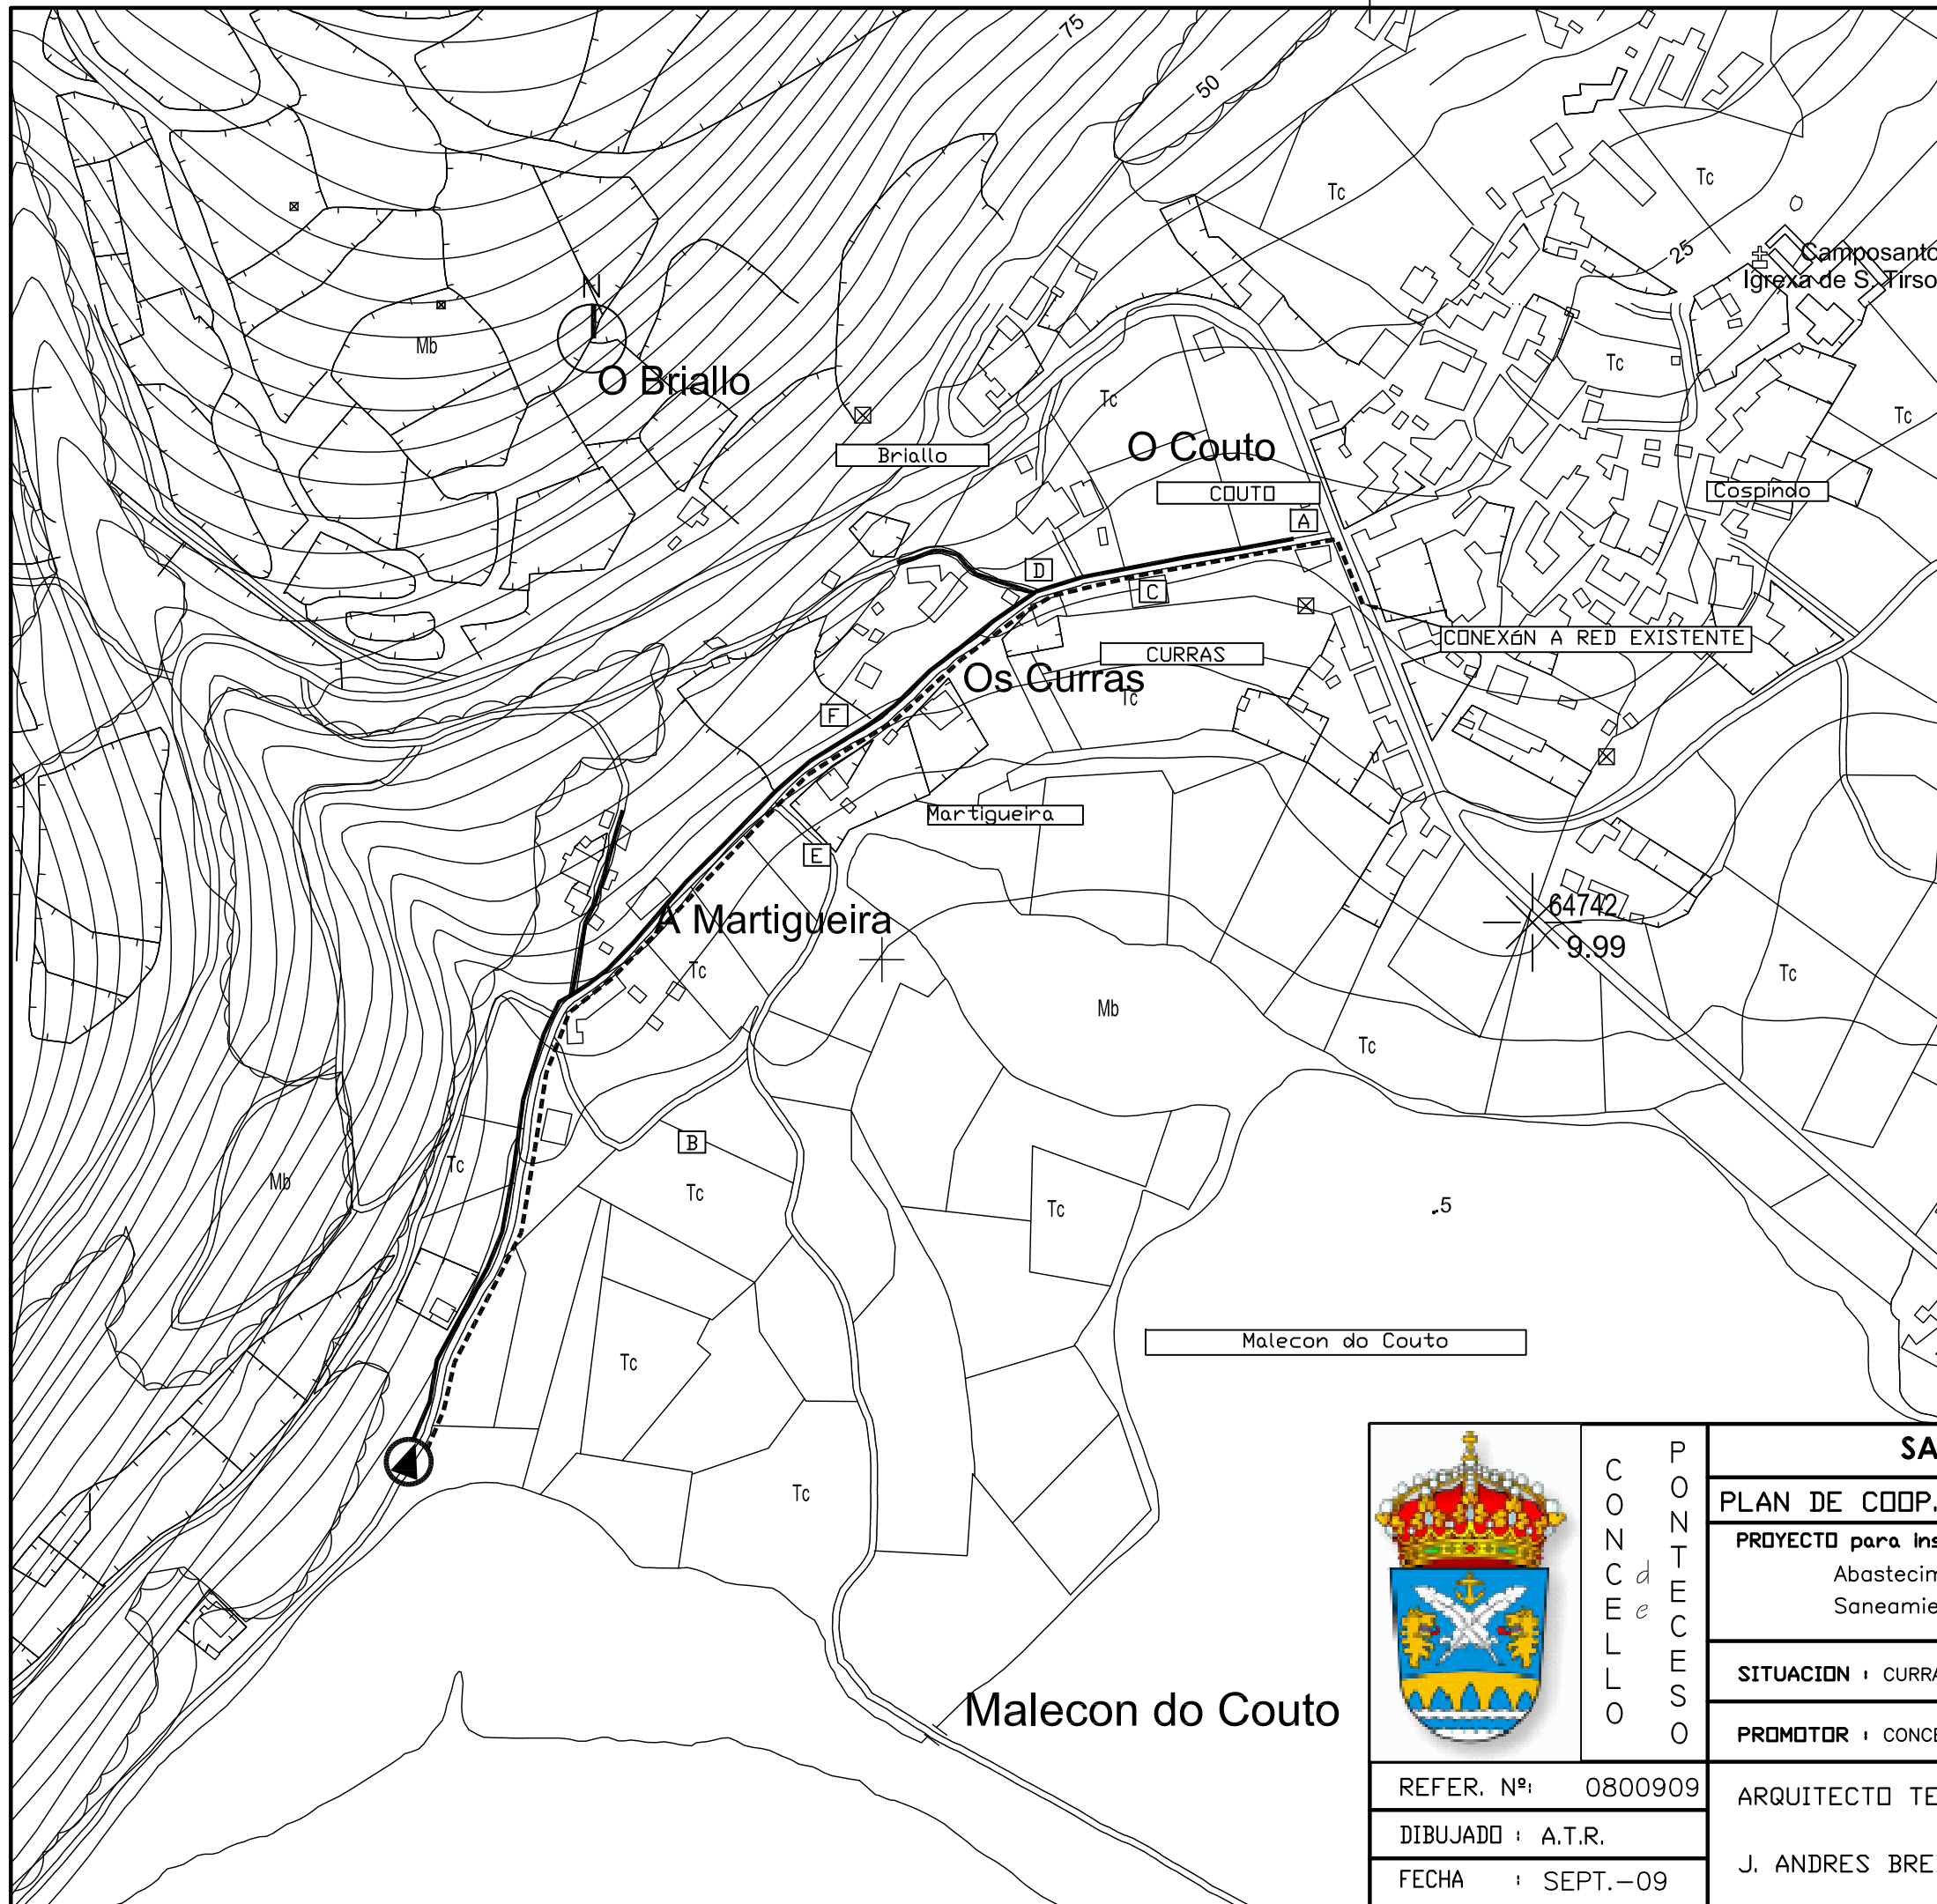 75
50
Tc
Tc
25
Camposanto
Igrexa de S. Tirso
N
Mb
O Briallo
Tc
Tc
Tc
O Couto
Briallo
COUTO
Cospindo
A
D
C
CONEXóN A RED EXISTENTE
CURRAS
Os Curras
Tc
F
Martigueira
E
64742
A Martigueira
9.99
Tc
Tc
Mb
Tc
B
Tc
Mb
Tc
Tc
.5
Malecon do Couto
Tc
Tc
Malecon do Couto
CONCELLO
de
PONTECESO
SA
PLAN DE COOP.
PROYECTO para ins
Abastecim
Saneamie
SITUACION : CURRA
PROMOTOR : CONCE
REFER. Nº: 0800909
ARQUITECTO TE
DIBUJADO : A.T.R.
J. ANDRES BRE
FECHA : SEPT.-09